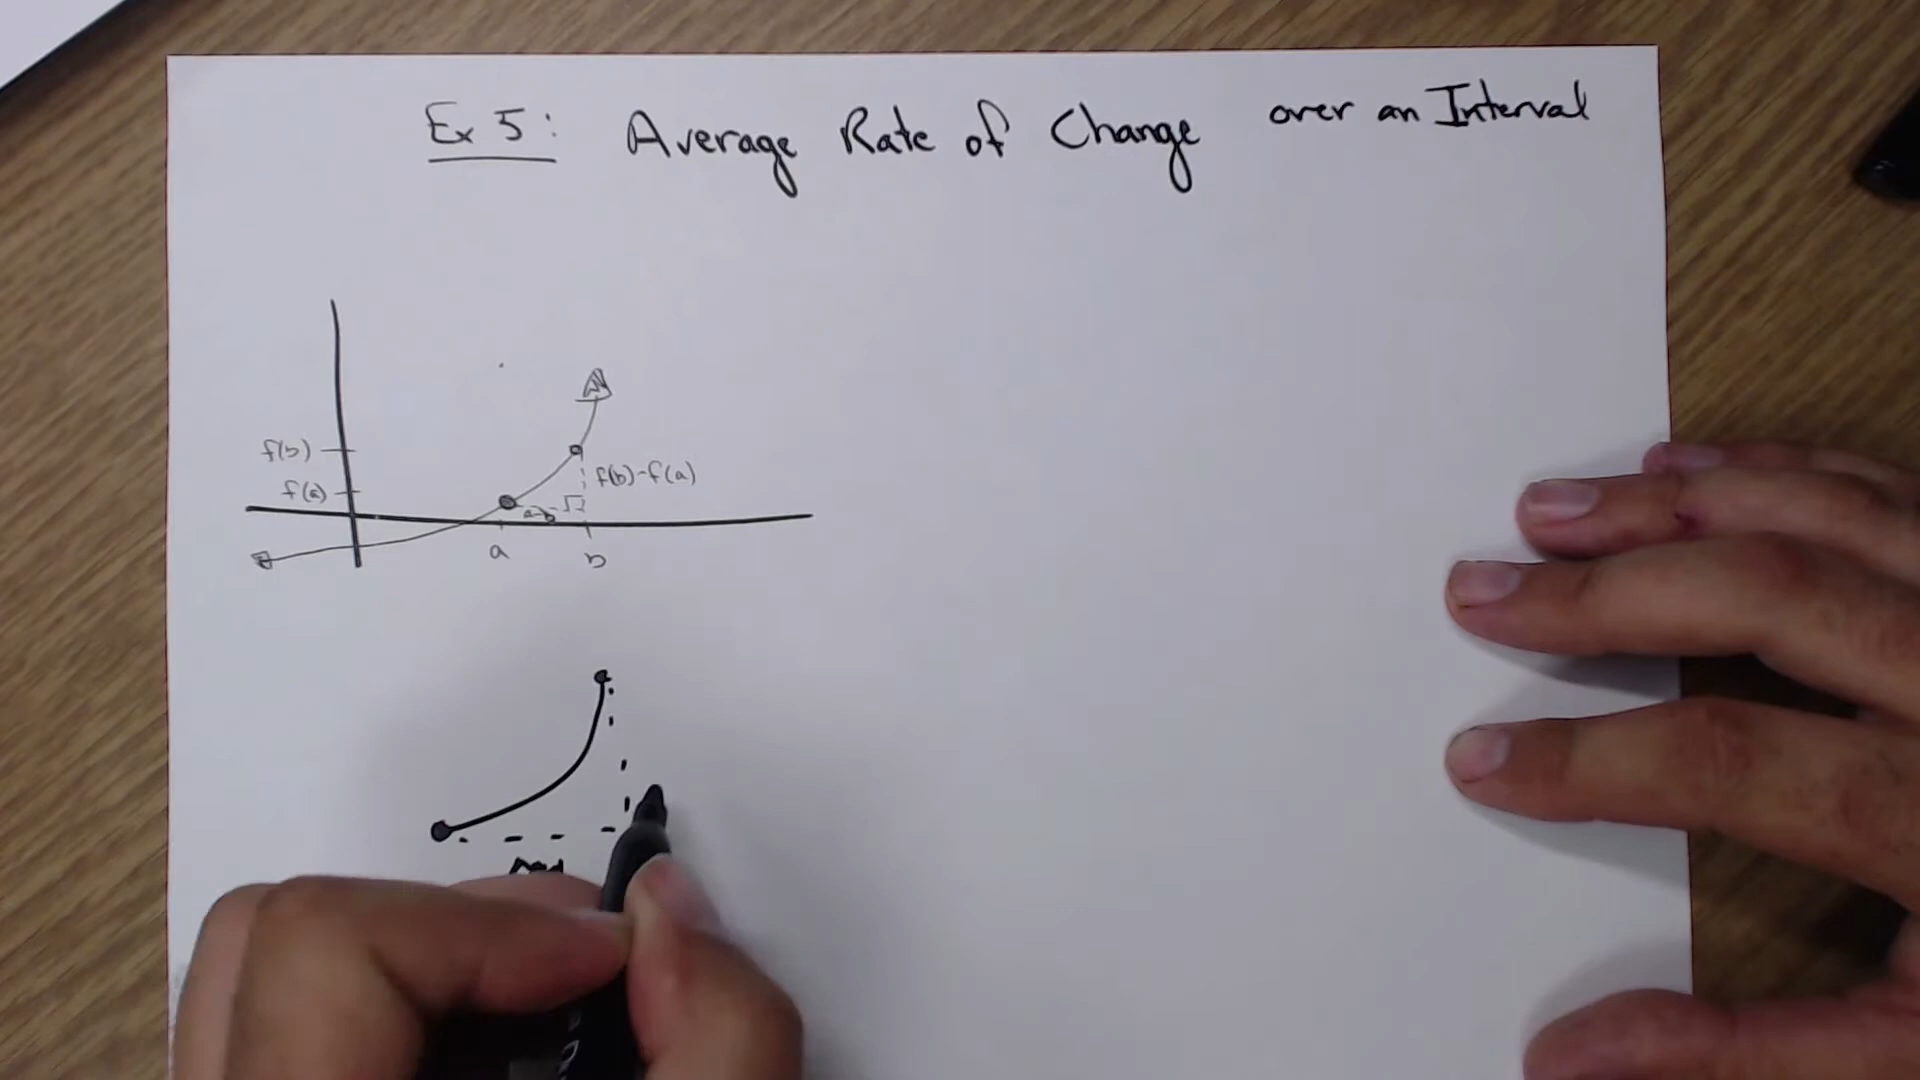 Ex 5: Average Rate of Change over an Interval
f(b)
f(b)-f(a)
f(a)
a-b
a
b